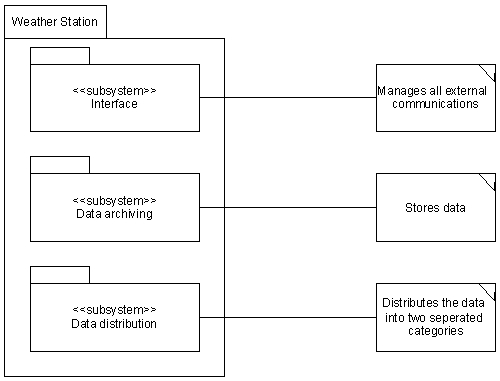 Weather Station
<<subsystem>>
Interface
Manages all external
communications
<<subsystem>>
Data archiving
Stores data
<<subsystem>>
Data distribution
Distributes the data
into two seperated
categories